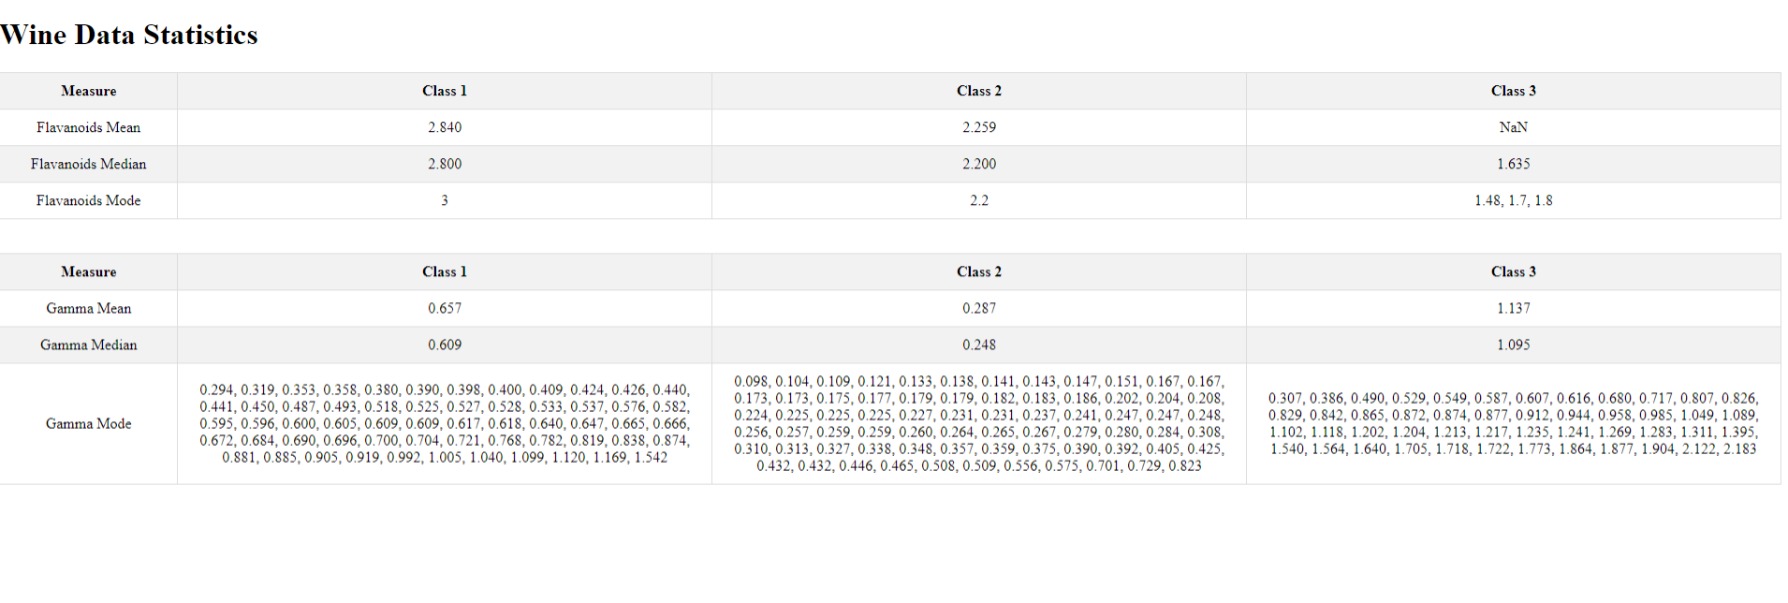 Wine Data Statistics
Measure Class 1 Class 2 Class 3
Flavanoids Mean 2.840 2.259 NaN
Flavanoids Median 2.800 2.200 1.635
Flavanoids Mode 3 2.2 1.48, 1.7, 1.8
Measure Class 1 Class 2 Class 3
Gamma Mean 0.657 0.287 1.137
Gamma Median 0.609 0.248 1.095
Gamma Mode
0.294, 0.319, 0.353, 0.358, 0.380, 0.390, 0.398, 0.400, 0.409, 0.424, 0.426, 0.440,
0.441, 0.450, 0.487, 0.493, 0.518, 0.525, 0.527, 0.528, 0.533, 0.537, 0.576, 0.582,
0.595, 0.596, 0.600, 0.605, 0.609, 0.609, 0.617, 0.618, 0.640, 0.647, 0.665, 0.666,
0.672, 0.684, 0.690, 0.696, 0.700, 0.704, 0.721, 0.768, 0.782, 0.819, 0.838, 0.874,
0.881, 0.885, 0.905, 0.919, 0.992, 1.005, 1.040, 1.099, 1.120, 1.169, 1.542
0.098, 0.104, 0.109, 0.121, 0.133, 0.138, 0.141, 0.143, 0.147, 0.151, 0.167, 0.167,
0.173, 0.173, 0.175, 0.177, 0.179, 0.179, 0.182, 0.183, 0.186, 0.202, 0.204, 0.208,
0.224, 0.225, 0.225, 0.225, 0.227, 0.231, 0.231, 0.237, 0.241, 0.247, 0.247, 0.248,
0.256, 0.257, 0.259, 0.259, 0.260, 0.264, 0.265, 0.267, 0.279, 0.280, 0.284, 0.308,
0.310, 0.313, 0.327, 0.338, 0.348, 0.357, 0.359, 0.375, 0.390, 0.392, 0.405, 0.425,
0.432, 0.432, 0.446, 0.465, 0.508, 0.509, 0.556, 0.575, 0.701, 0.729, 0.823
0.307, 0.386, 0.490, 0.529, 0.549, 0.587, 0.607, 0.616, 0.680, 0.717, 0.807, 0.826,
0.829, 0.842, 0.865, 0.872, 0.874, 0.877, 0.912, 0.944, 0.958, 0.985, 1.049, 1.089,
1.102, 1.118, 1.202, 1.204, 1.213, 1.217, 1.235, 1.241, 1.269, 1.283, 1.311, 1.395,
1.540, 1.564, 1.640, 1.705, 1.718, 1.722, 1.773, 1.864, 1.877, 1.904, 2.122, 2.183